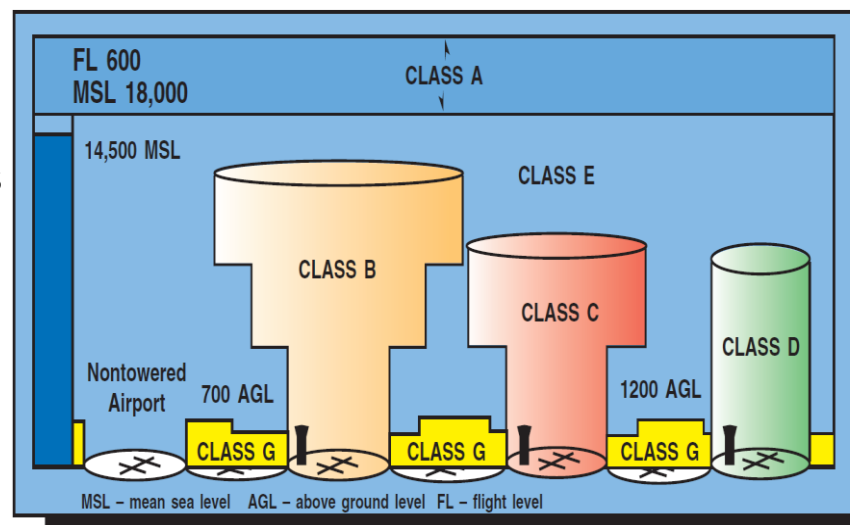 FL 600
MSL 18,000
CLASS A
14,500 MSL
CLASS E
CLASS B
CLASS C
CLASS D
Nontowered
Airport
700 AGL
1200 AGL
CLASS G
CLASS G
CLASS G
MSL – mean sea level AGL – above ground level FL – flight level